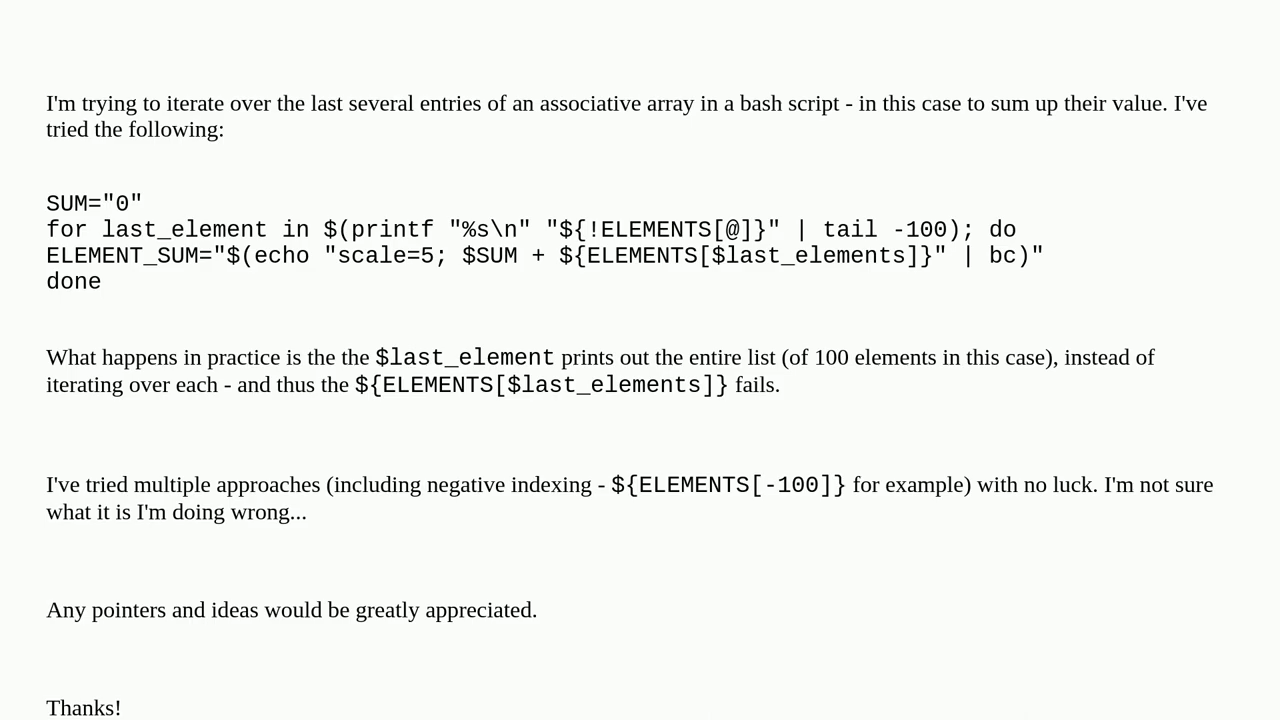 I'm trying to iterate over the last several entries of an associative array in a bash script - in this case to sum up their value. I've
tried the following:
SUM="0"
for last_element in $(printf "%s\n" "${!ELEMENTS[@]}" | tail -100); do
ELEMENT_SUM="$(echo "scale=5; $SUM + ${ELEMENTS[$last_elements]}" | bc)"
done
What happens in practice is the the $last_element prints out the entire list (of 100 elements in this case), instead of
iterating over each - and thus the ${ELEMENTS[$last_elements]} fails.
I've tried multiple approaches (including negative indexing - ${ELEMENTS[-100]} for example) with no luck. I'm not sure
what it is I'm doing wrong...
Any pointers and ideas would be greatly appreciated.
Thanks!